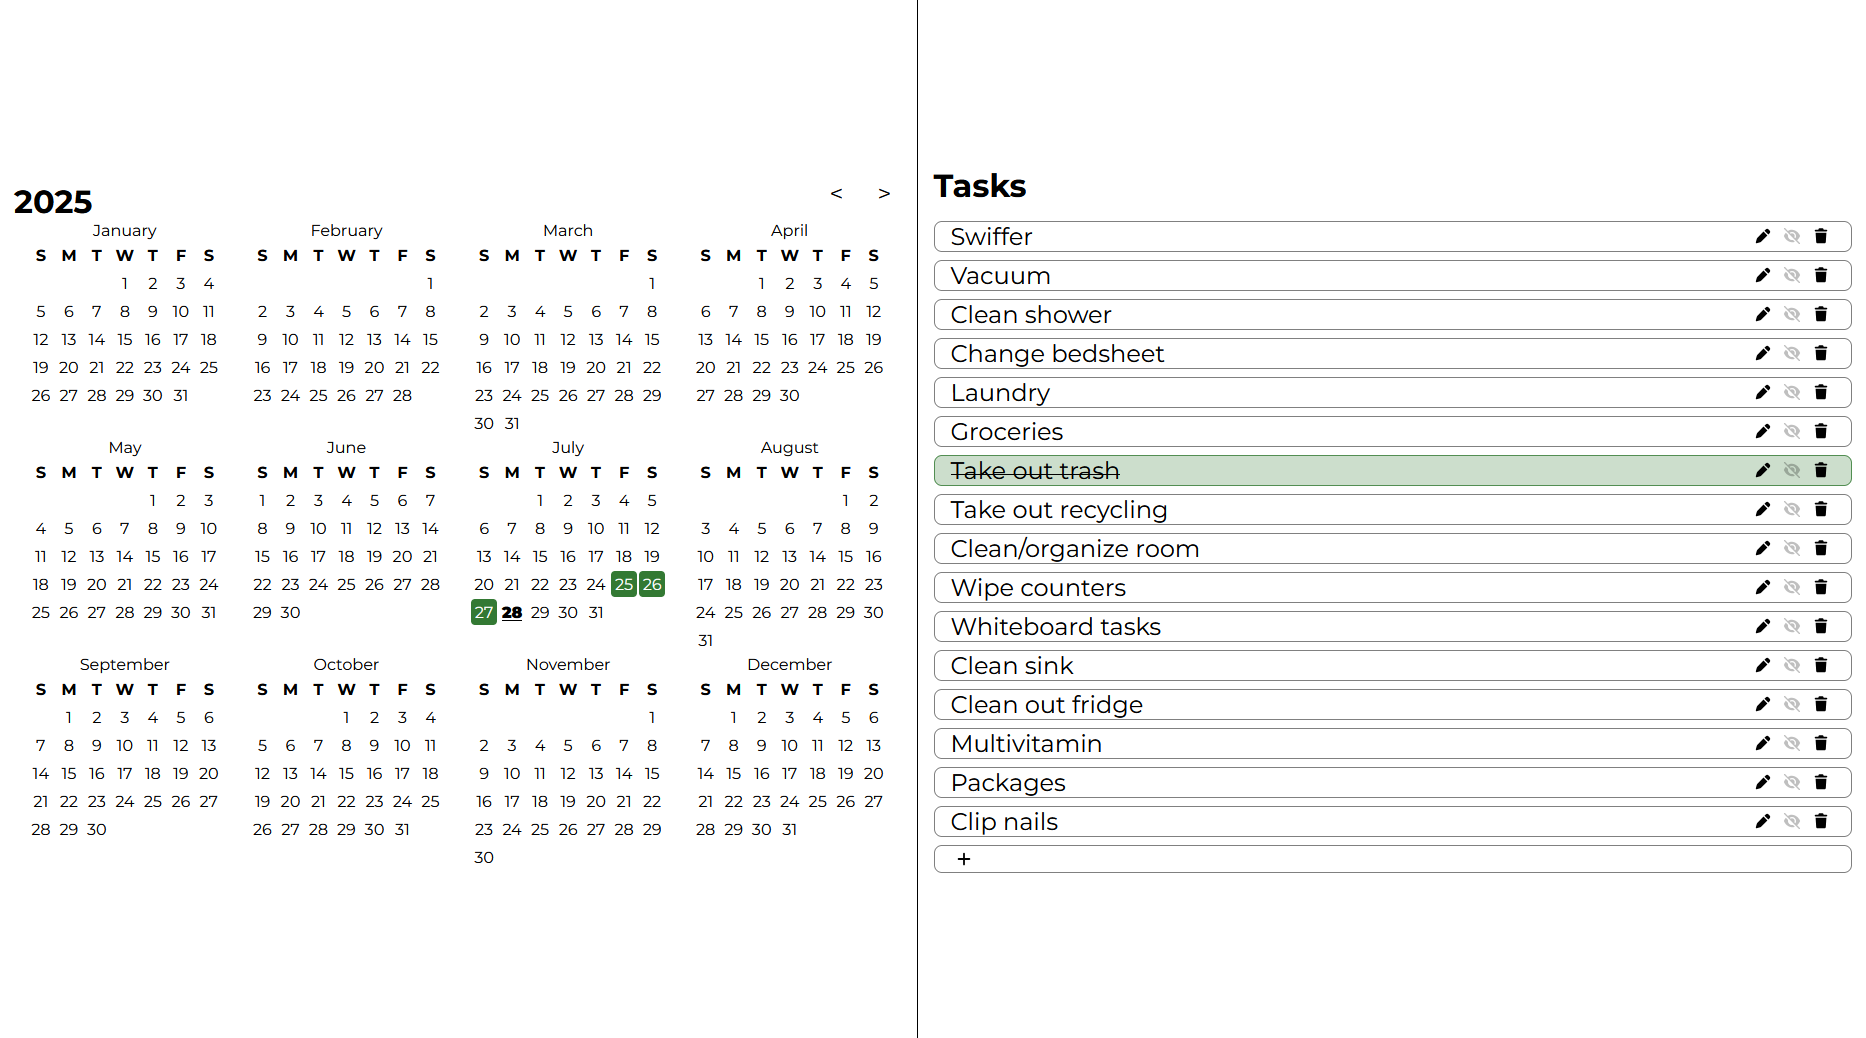 2025
< >
January February March April
S M T W T F S S M T W T F S S M T W T F S S M T W T F S
1 2 3 4 1 1 1 2 3 4 5
5 6 7 8 9 10 11 2 3 4 5 6 7 8 2 3 4 5 6 7 8 6 7 8 9 10 11 12
12 13 14 15 16 17 18 9 10 11 12 13 14 15 9 10 11 12 13 14 15 13 14 15 16 17 18 19
19 20 21 22 23 24 25 16 17 18 19 20 21 22 16 17 18 19 20 21 22 20 21 22 23 24 25 26
26 27 28 29 30 31 23 24 25 26 27 28 23 24 25 26 27 28 29 27 28 29 30
30 31
May June July August
S M T W T F S S M T W T F S S M T W T F S S M T W T F S
1 2 3 1 2 3 4 5 6 7 1 2 3 4 5 1 2
4 5 6 7 8 9 10 8 9 10 11 12 13 14 6 7 8 9 10 11 12 3 4 5 6 7 8 9
11 12 13 14 15 16 17 15 16 17 18 19 20 21 13 14 15 16 17 18 19 10 11 12 13 14 15 16
18 19 20 21 22 23 24 22 23 24 25 26 27 28 20 21 22 23 24 25 26 17 18 19 20 21 22 23
25 26 27 28 29 30 31 29 30 27 28 29 30 31 24 25 26 27 28 29 30
31
September October November December
S M T W T F S S M T W T F S S M T W T F S S M T W T F S
1 2 3 4 5 6 1 2 3 4 1 1 2 3 4 5 6
7 8 9 10 11 12 13 5 6 7 8 9 10 11 2 3 4 5 6 7 8 7 8 9 10 11 12 13
14 15 16 17 18 19 20 12 13 14 15 16 17 18 9 10 11 12 13 14 15 14 15 16 17 18 19 20
21 22 23 24 25 26 27 19 20 21 22 23 24 25 16 17 18 19 20 21 22 21 22 23 24 25 26 27
28 29 30 26 27 28 29 30 31 23 24 25 26 27 28 29 28 29 30 31
30
Tasks
Swiffer
Vacuum
Clean shower
Change bedsheet
Laundry
Groceries
Take out trash
Take out recycling
Clean/organize room
Wipe counters
Whiteboard tasks
Clean sink
Clean out fridge
Multivitamin
Packages
Clip nails
+